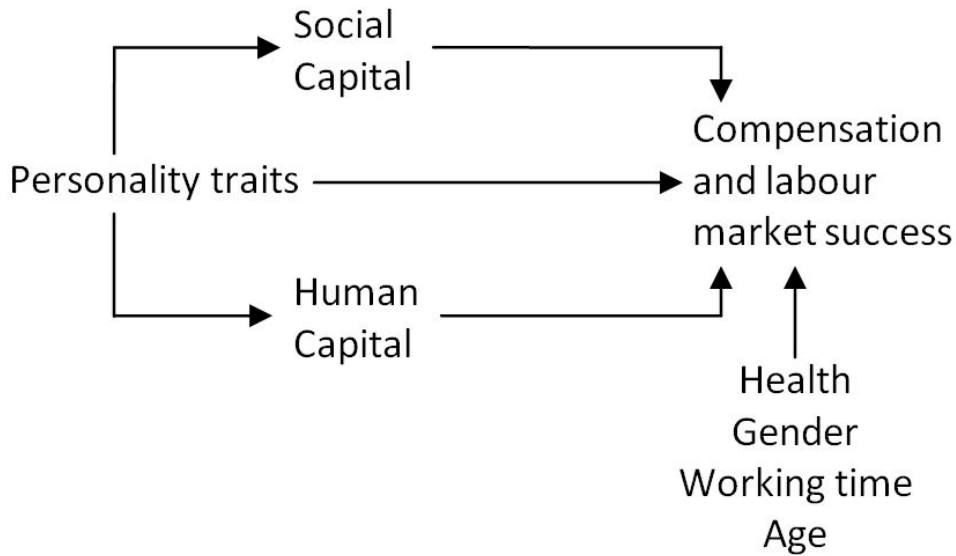 Social
Capital
Personality traits
Compensation
and labour
market success
Human
Capital
Health
Gender
Working time
Age